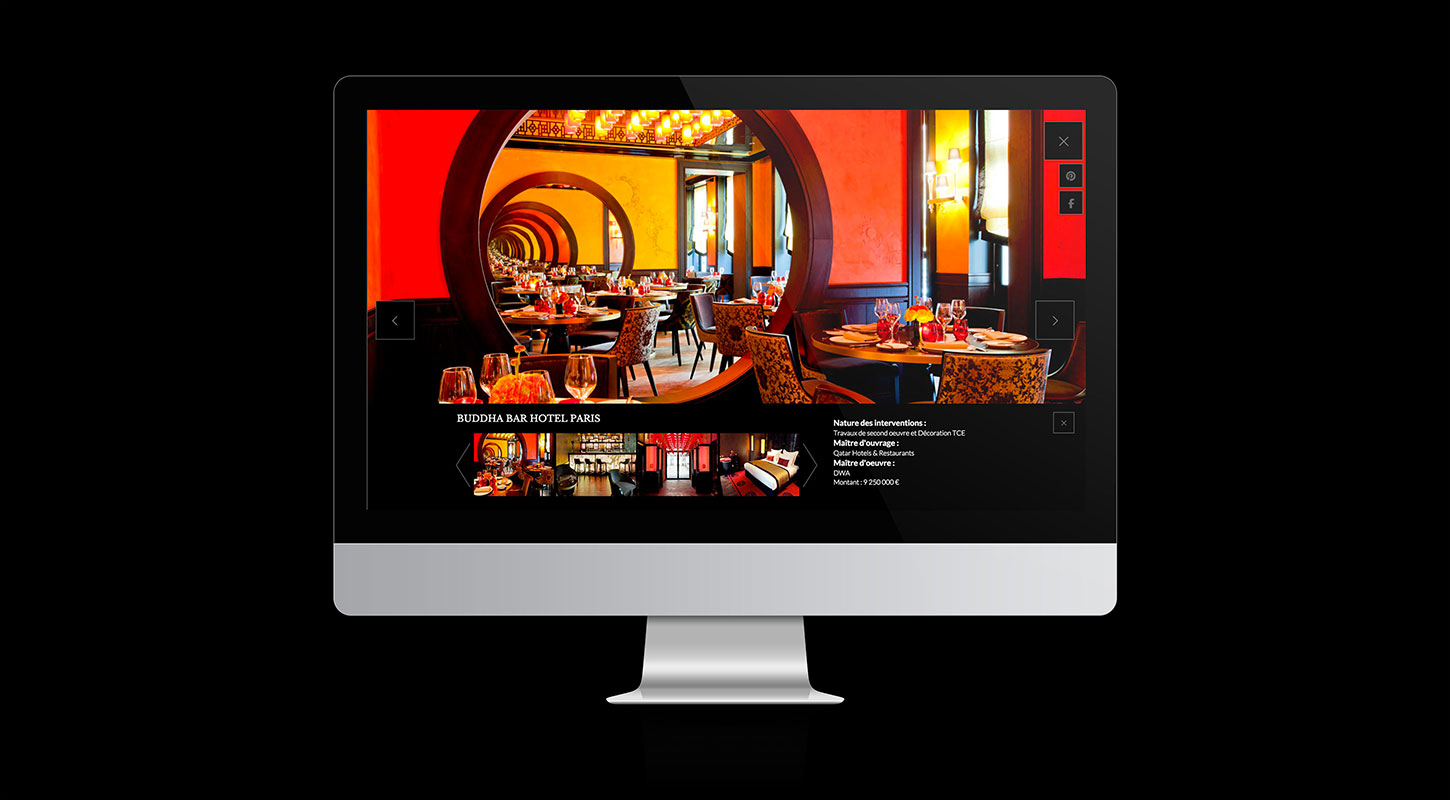 BUDDHA BAR HOTEL PARIS
Nature des interventions :
Travaux de second oeuvre et Décoration TCE
Maître d'ouvrage :
Qatar Hotels & Restaurants
Maître d'oeuvre :
DWA
Montant : 9 250 000 €